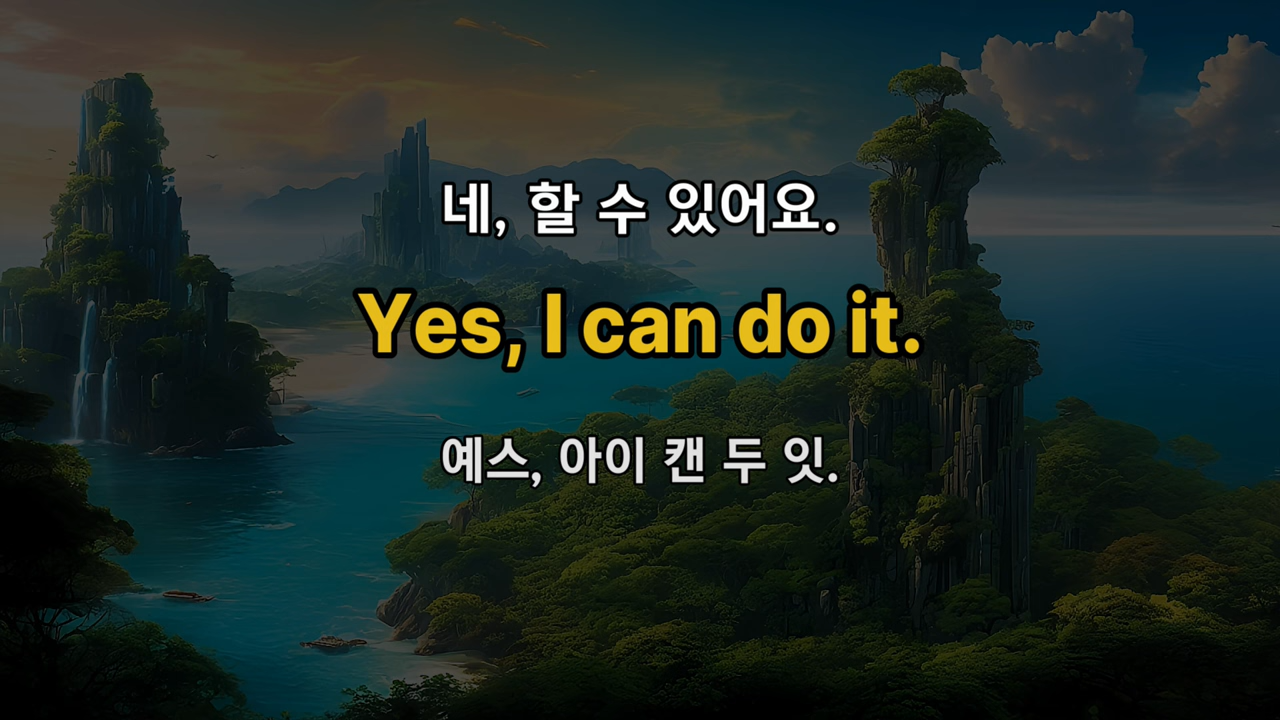 네, 할 수 있어요.
Yes, I can do it.
예스, 아이 캔 두 잇.